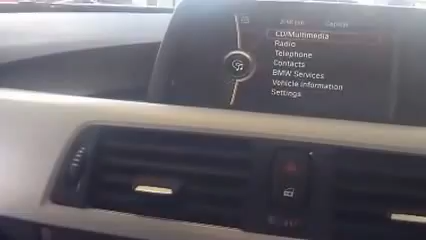 CD/Multimedia
Radio
Telephone
Contacts
BMW Services
Vehicle information
Settings